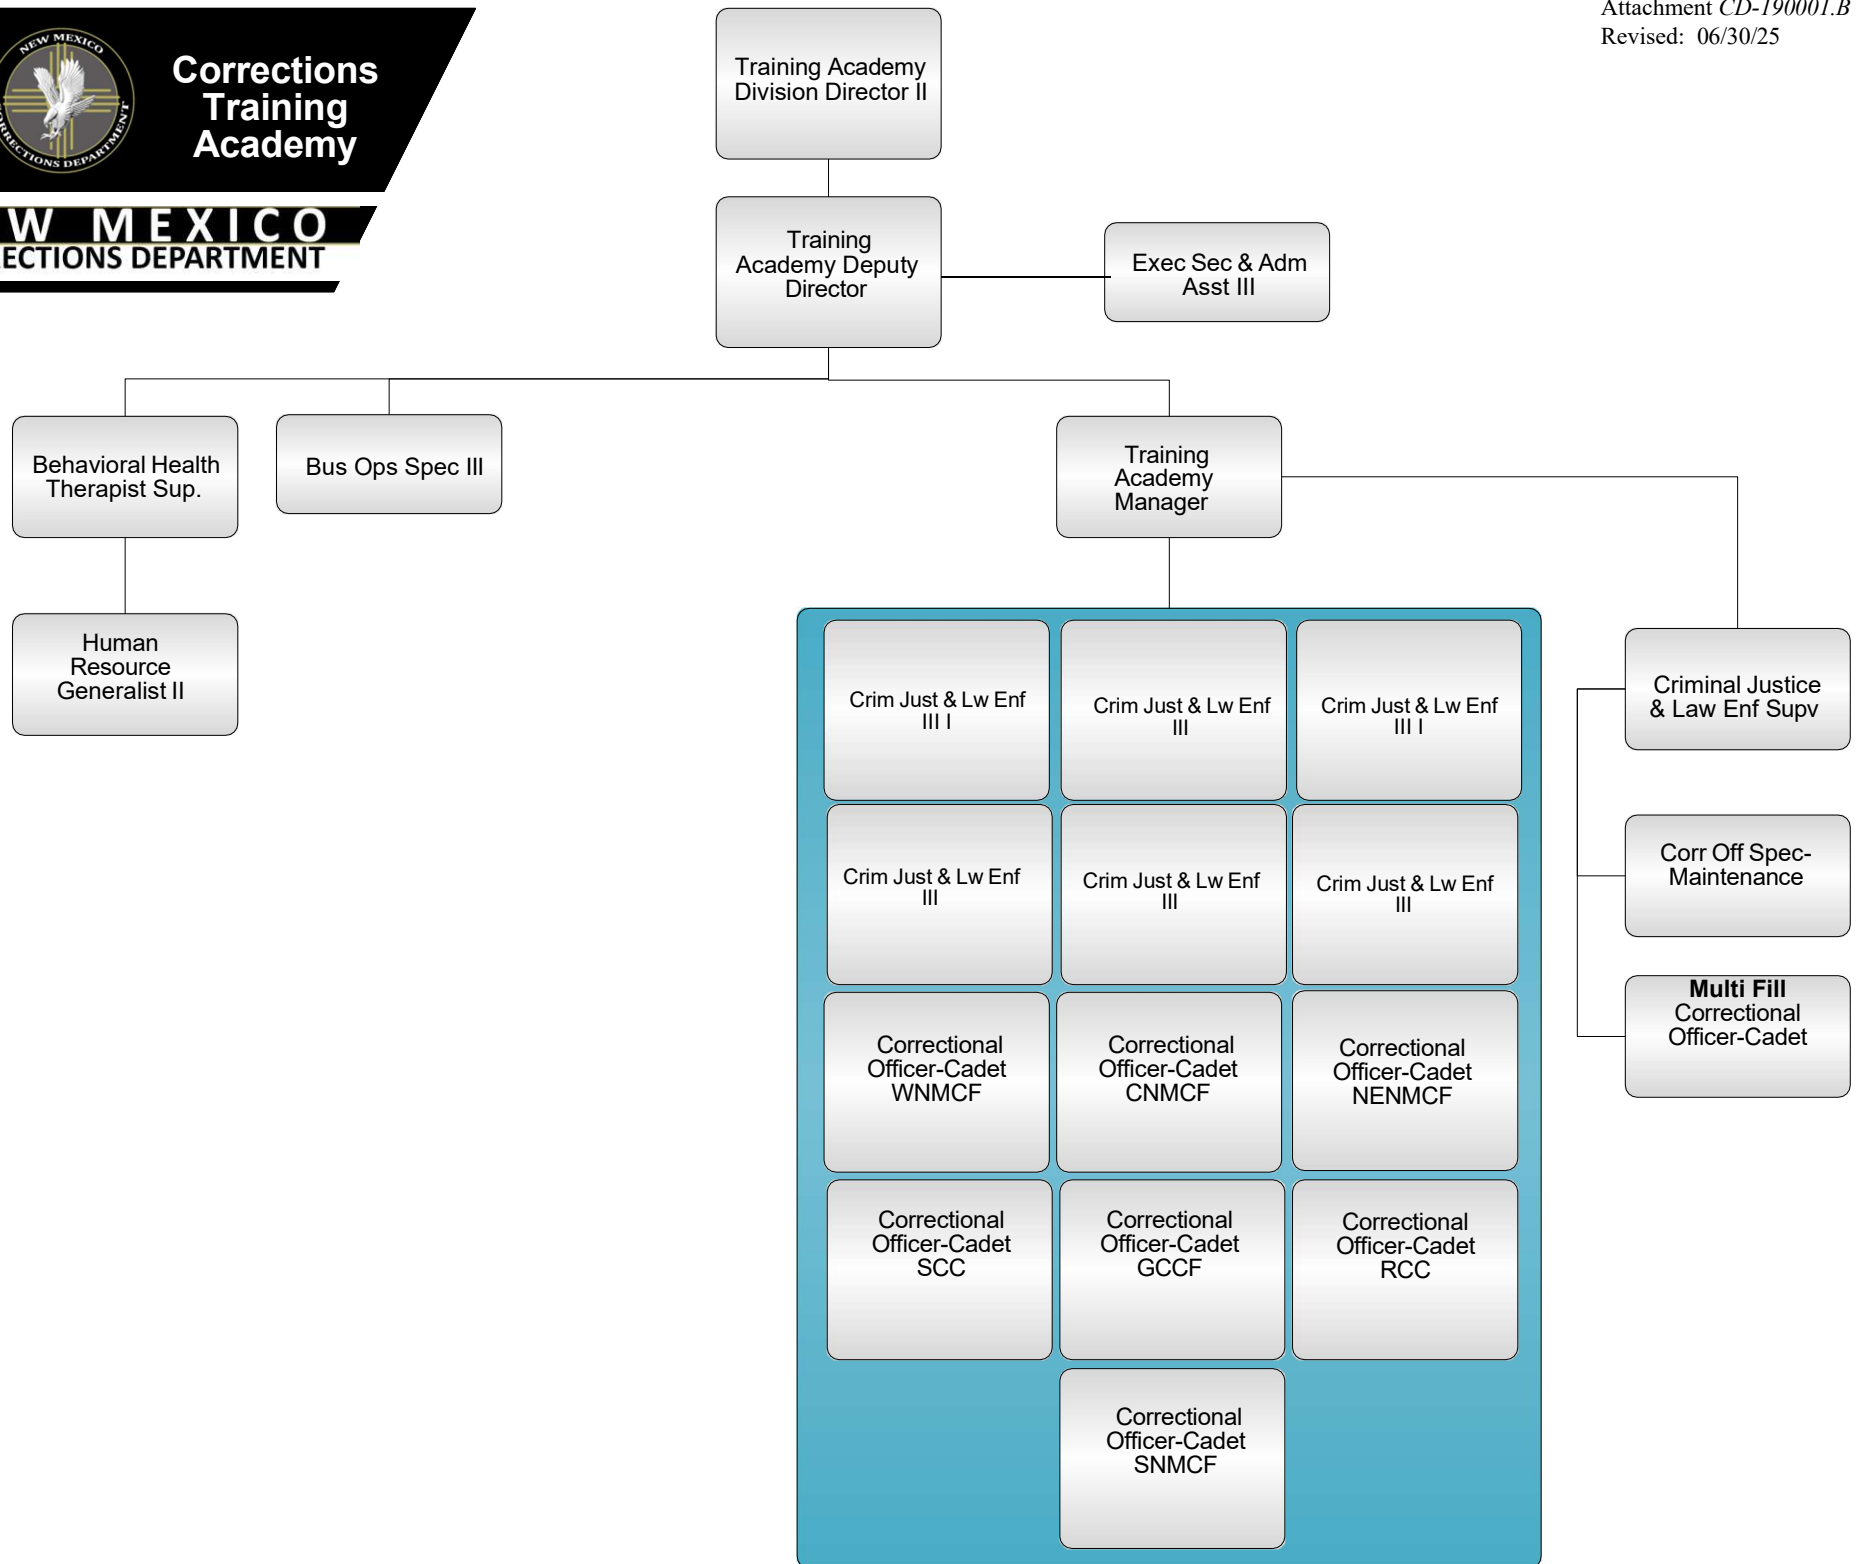 Attachment CD-190001.B
Revised: 06/30/25
NEW MEXICO
CORRECTIONS DEPARTMENT
Corrections
Training
Academy
W MEXICO
ECTIONS DEPARTMENT
Training Academy
Division Director II
Training
Academy Deputy
Director
Exec Sec & Adm
Asst III
Behavioral Health
Therapist Sup.
Bus Ops Spec III
Training
Academy
Manager
Human
Resource
Generalist II
Crim Just & Lw Enf
III I
Crim Just & Lw Enf
III
Crim Just & Lw Enf
III I
Criminal Justice
& Law Enf Supv
Crim Just & Lw Enf
III
Crim Just & Lw Enf
III
Crim Just & Lw Enf
III
Corr Off Spec-
Maintenance
Multi Fill
Correctional
Officer-Cadet
Correctional
Officer-Cadet
WNMCF
Correctional
Officer-Cadet
CNMCF
Correctional
Officer-Cadet
NENMCF
Correctional
Officer-Cadet
SCC
Correctional
Officer-Cadet
GCCF
Correctional
Officer-Cadet
RCC
Correctional
Officer-Cadet
SNMCF